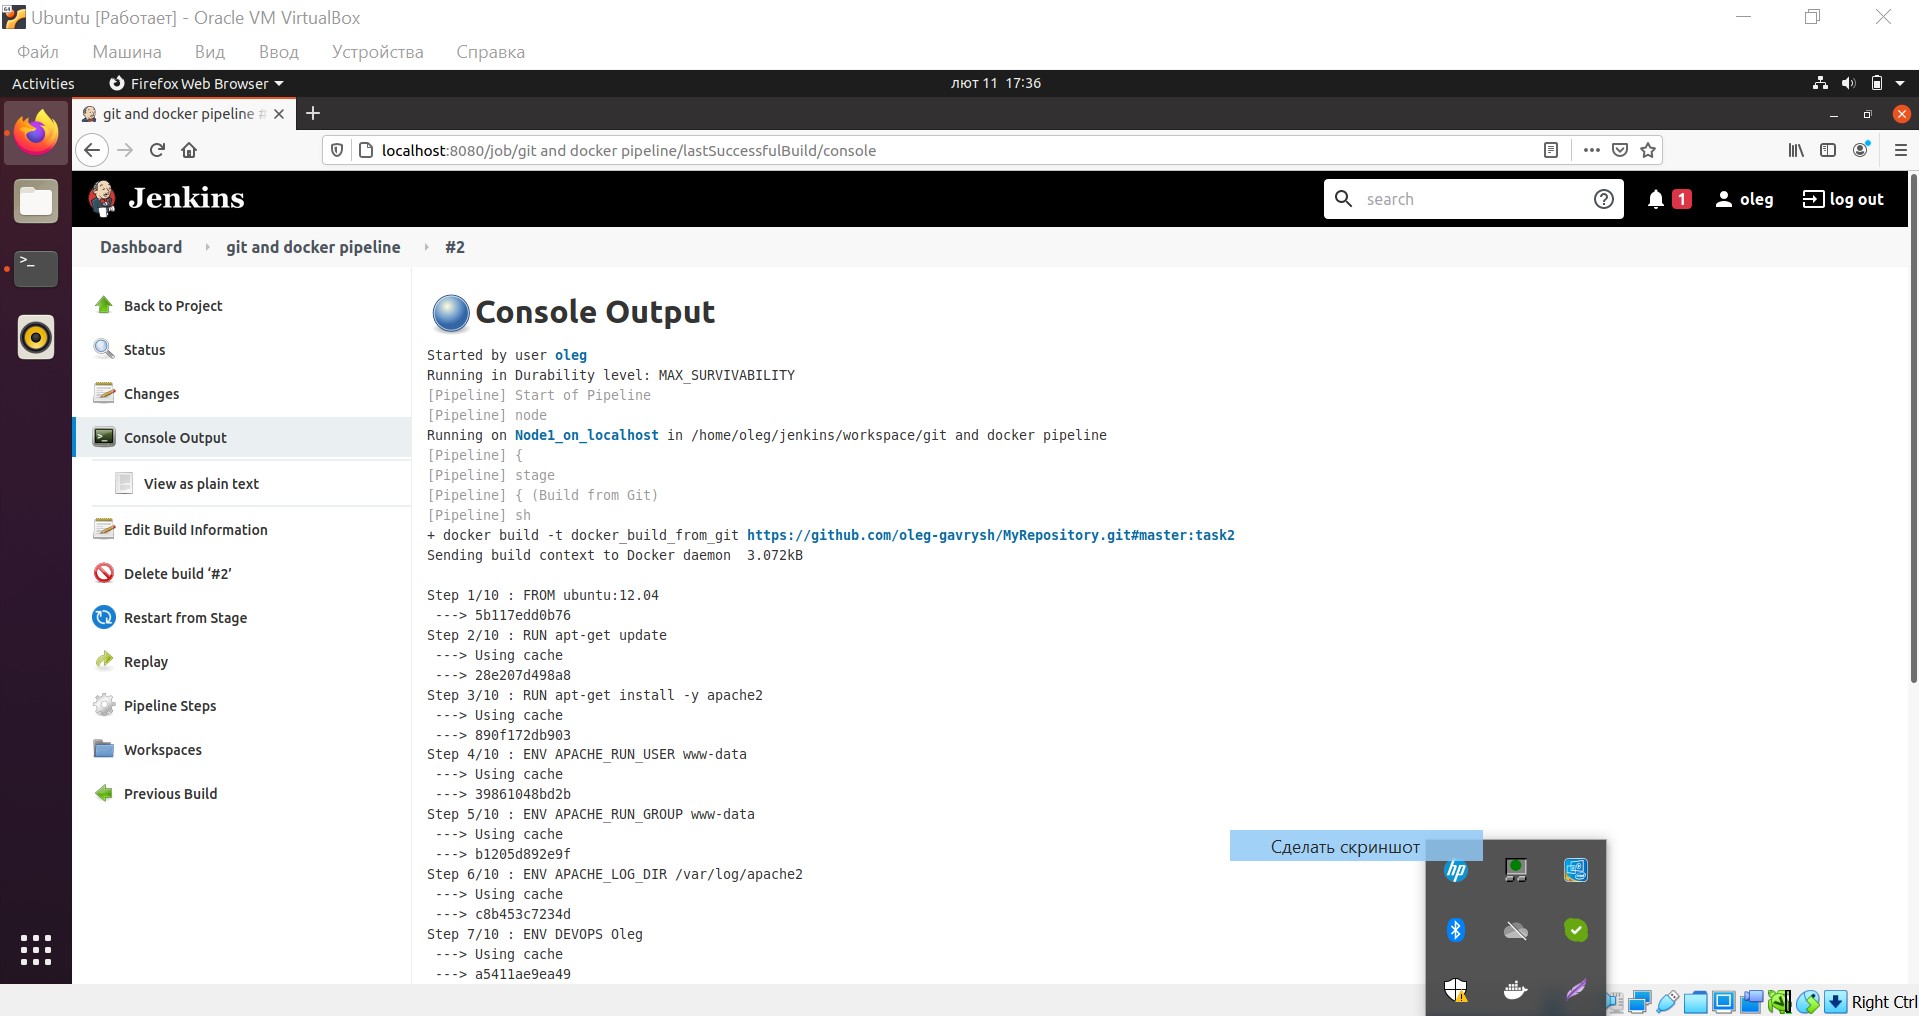 Ubuntu [Работает] - Oracle VM VirtualBox
Файл Машина Вид Ввод Устройства Справка
Activities Firefox Web Browser лют 11 17:36
git and docker pipeline #
localhost:8080/job/git and docker pipeline/lastSuccessfulBuild/console
Jenkins search 1 oleg log out
Dashboard git and docker pipeline #2
Back to Project
Status
Changes
Console Output
View as plain text
Edit Build Information
Delete build ‘#2’
Restart from Stage
Replay
Pipeline Steps
Workspaces
Previous Build
Console Output
Started by user oleg
Running in Durability level: MAX_SURVIVABILITY
[Pipeline] Start of Pipeline
[Pipeline] node
Running on Node1_on_localhost in /home/oleg/jenkins/workspace/git and docker pipeline
[Pipeline] {
[Pipeline] stage
[Pipeline] { (Build from Git)
[Pipeline] sh
+ docker build -t docker_build_from_git https://github.com/oleg-gavrysh/MyRepository.git#master:task2
Sending build context to Docker daemon  3.072kB
Step 1/10 : FROM ubuntu:12.04
---> 5b117edd0b76
Step 2/10 : RUN apt-get update
---> Using cache
---> 28e207d498a8
Step 3/10 : RUN apt-get install -y apache2
---> Using cache
---> 890f172db903
Step 4/10 : ENV APACHE_RUN_USER www-data
---> Using cache
---> 39861048bd2b
Step 5/10 : ENV APACHE_RUN_GROUP www-data
---> Using cache
---> b1205d892e9f
Step 6/10 : ENV APACHE_LOG_DIR /var/log/apache2
---> Using cache
---> c8b453c7234d
Step 7/10 : ENV DEVOPS Oleg
---> Using cache
---> a5411ae9ea49
Сделать скриншот
hp
Right Ctrl